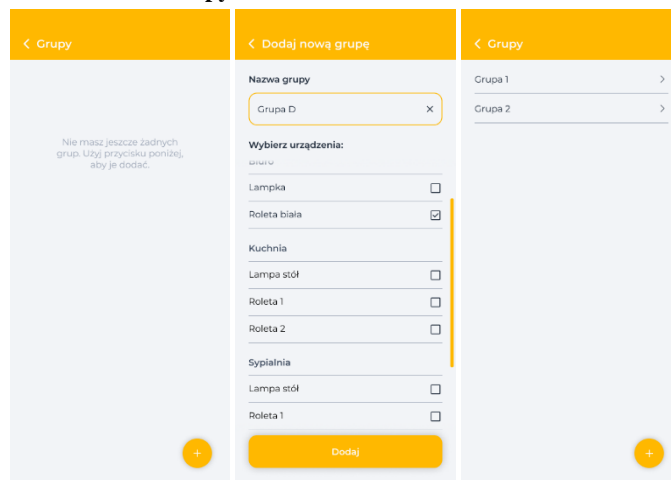 Grupy
Nie masz jeszcze żadnych
grup. Użyj przycisku poniżej,
aby je dodać.
Dodaj nową grupę
Nazwa grupy
Grupa D
Wybierz urządzenia:
Biuro
Lampka
Roleta biała
Kuchnia
Lampa stół
Roleta 1
Roleta 2
Sypialnia
Lampa stół
Roleta 1
Dodaj
Grupy
Grupa 1
Grupa 2